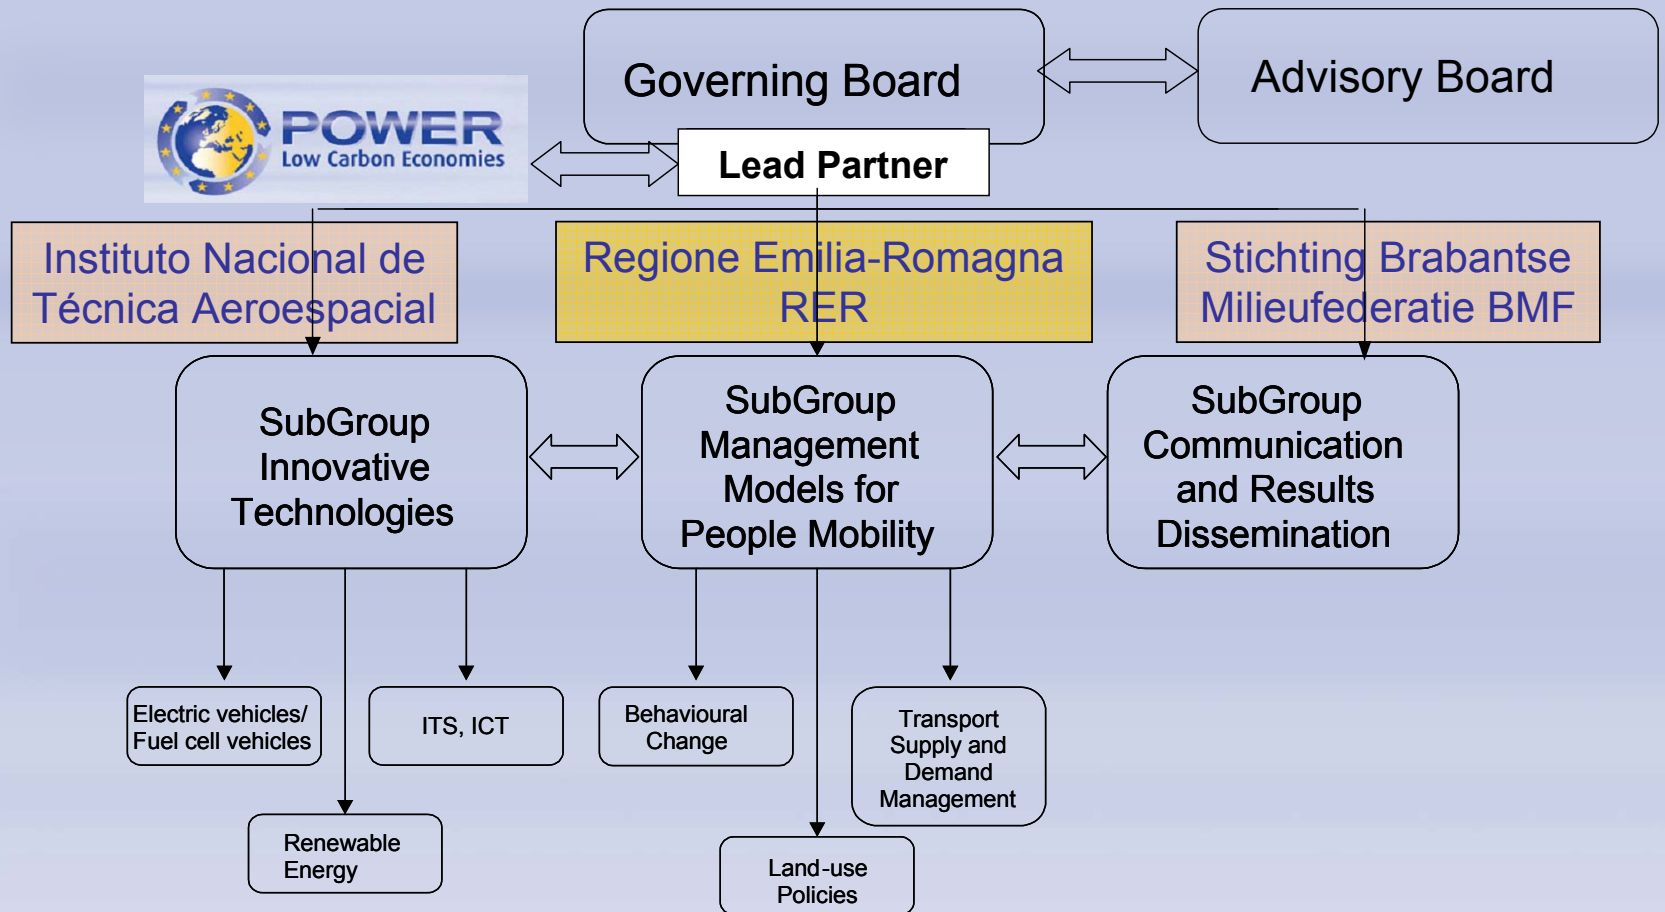 Governing Board
Advisory Board
POWER
Low Carbon Economies
Lead Partner
Instituto Nacional de
Técnica Aeroespacial
Regione Emilia-Romagna
RER
Stichting Brabantse
Milieufederatie BMF
SubGroup
Innovative
Technologies
SubGroup
Management
Models for
People Mobility
SubGroup
Communication
and Results
Dissemination
Electric vehicles/
Fuel cell vehicles
ITS, ICT
Behavioural
Change
Transport
Supply and
Demand
Management
Renewable
Energy
Land-use
Policies